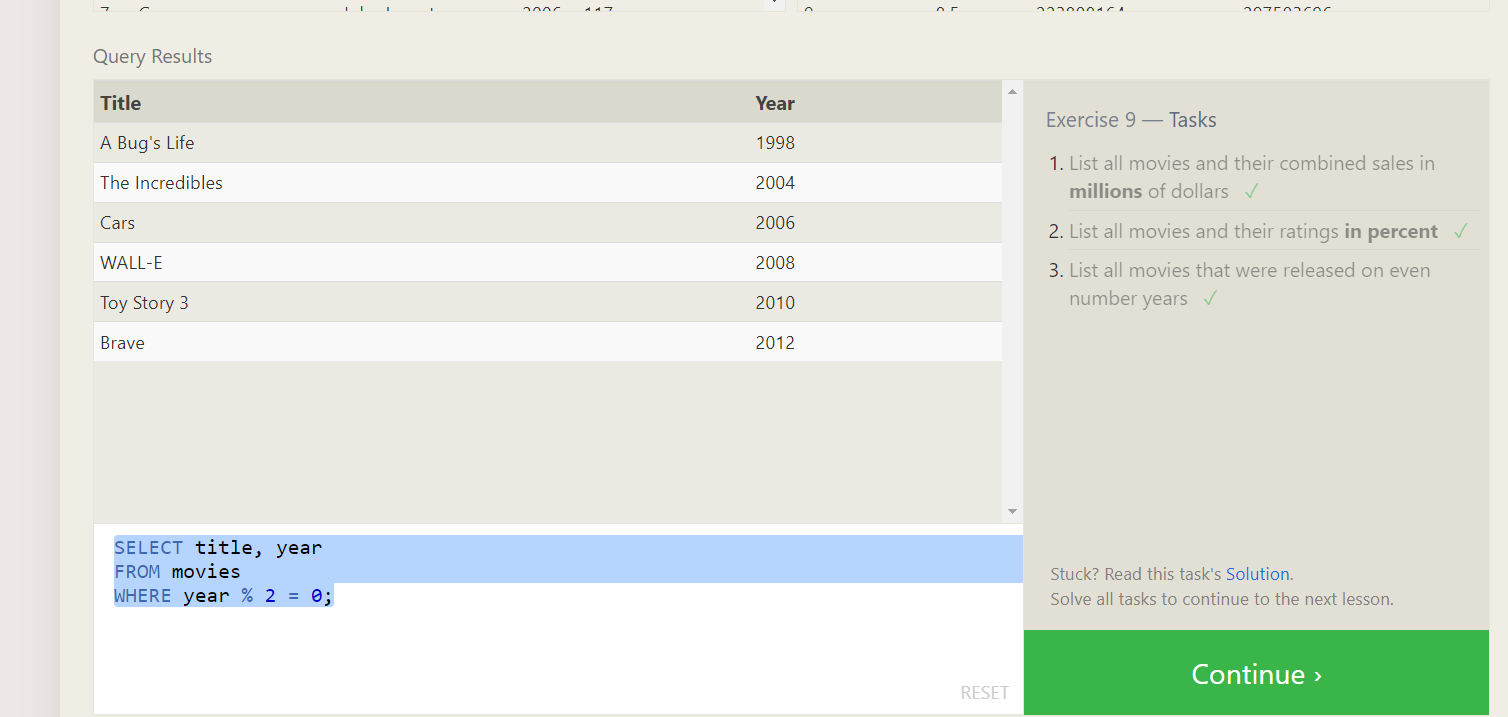 Query Results
Title Year
A Bug's Life 1998
The Incredibles 2004
Cars 2006
WALL-E 2008
Toy Story 3 2010
Brave 2012
SELECT title, year
FROM movies
WHERE year % 2 = 0;
RESET
Exercise 9 — Tasks
1. List all movies and their combined sales in
millions of dollars ✓
2. List all movies and their ratings in percent ✓
3. List all movies that were released on even
number years ✓
Stuck? Read this task's Solution.
Solve all tasks to continue to the next lesson.
Continue ›